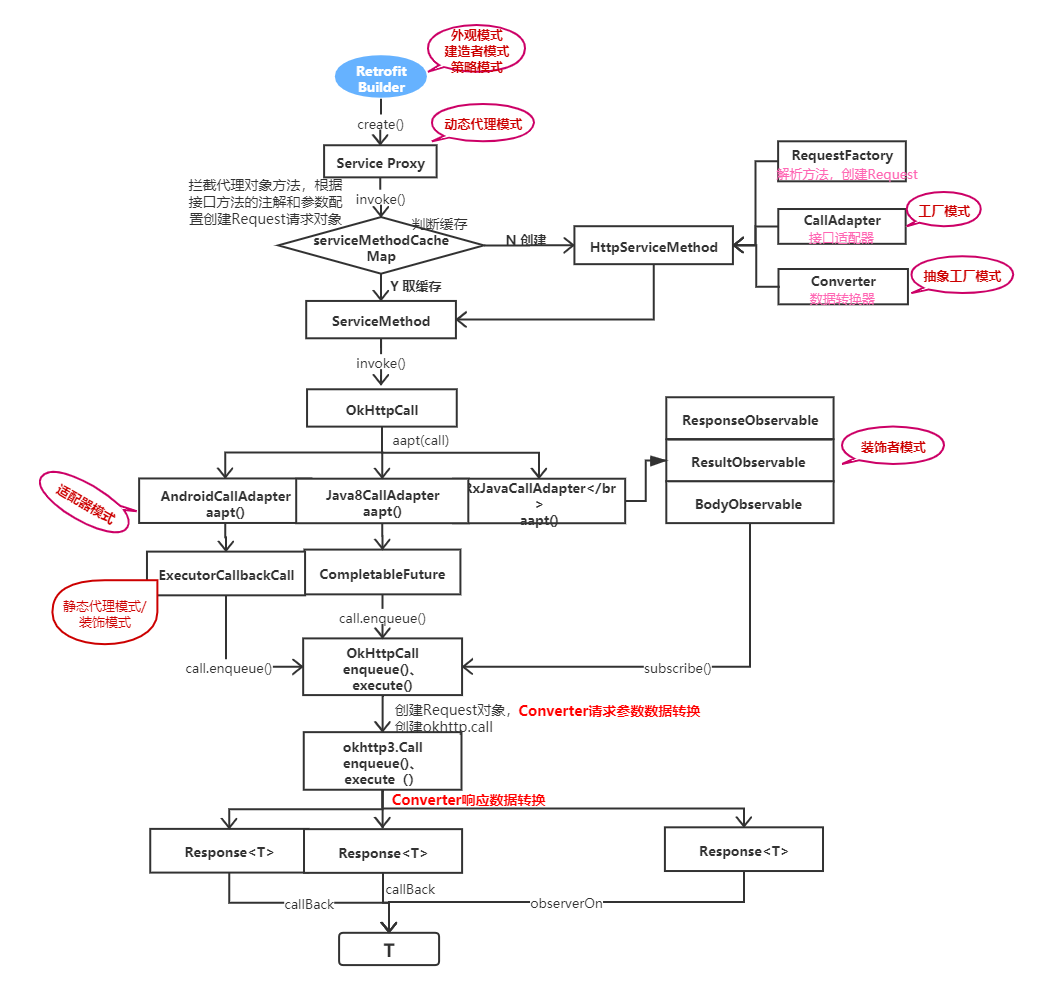 外观模式
建造者模式
策略模式
Retrofit
Builder
create()
动态代理模式
Service Proxy
拦截代理对象方法，根据
接口方法的注解和参数配
置创建Request请求对象
invoke()
判断缓存
serviceMethodCache
Map
N 创建
HttpServiceMethod
RequestFactory
解析方法，创建Request
工厂模式
CallAdapter
接口适配器
抽象工厂模式
Converter
数据转换器
Y 取缓存
ServiceMethod
invoke()
OkHttpCall
aapt(call)
ResponseObservable
ResultObservable
BodyObservable
装饰者模式
适配器模式
AndroidCallAdapter
aapt()
Java8CallAdapter
aapt()
RxJavaCallAdapter</br
>
aapt()
ExecutorCallbackCall
CompletableFuture
静态代理模式/
装饰模式
call.enqueue()
call.enqueue()
subscribe()
OkHttpCall
enqueue()、
execute()
创建Request对象，Converter请求参数数据转换
创建okhttp.call
okhttp3.Call
enqueue()、
execute（）
Converter响应数据转换
Response<T>
Response<T>
Response<T>
callBack
callBack
observerOn
T